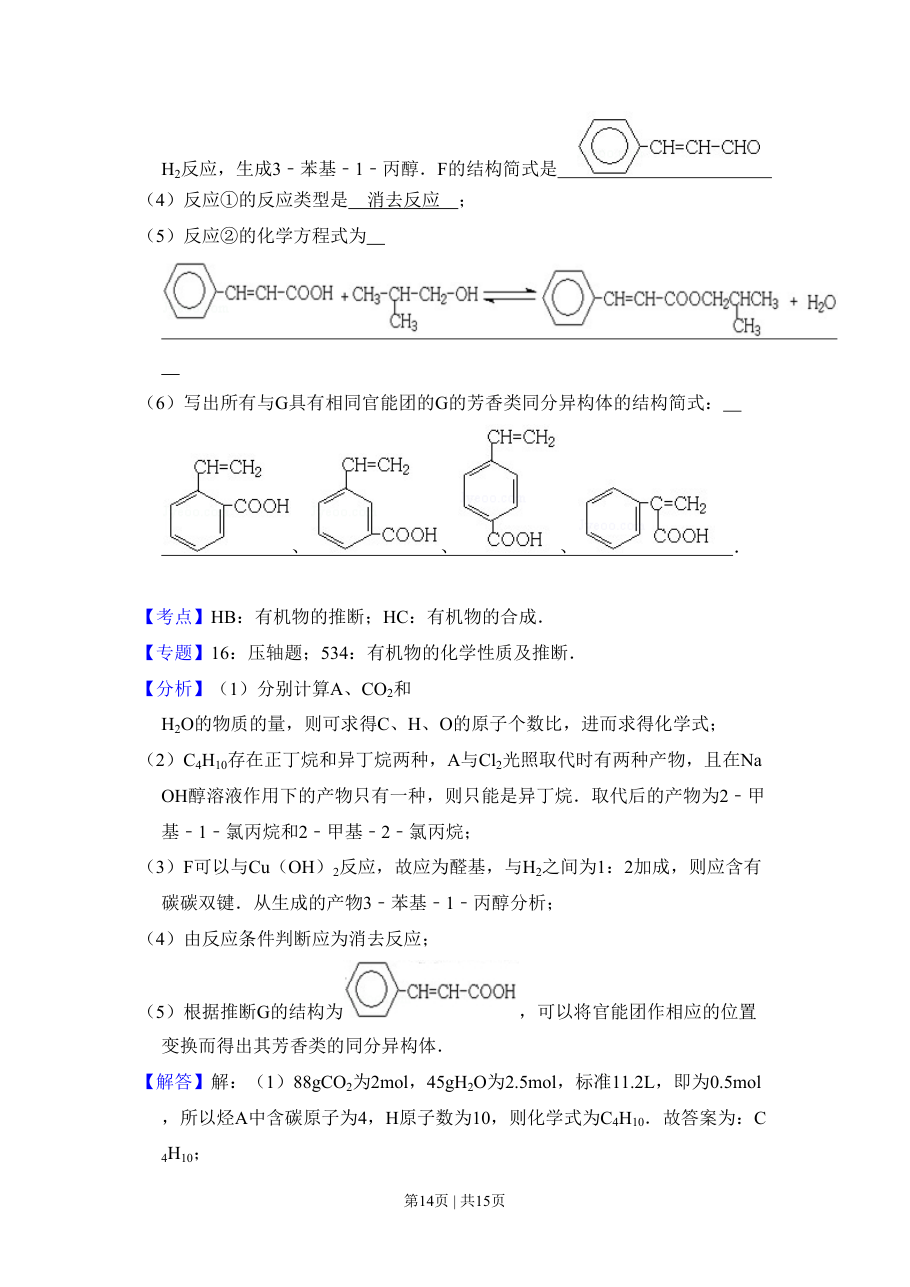 CH=CH-CHO
H₂反应，生成3﹣苯基﹣1﹣丙醇．F的结构简式是
（4）反应①的反应类型是 消去反应 ；
（5）反应②的化学方程式为
CH=CH-COOH + CH₃-CH-CH₂-OH ⇌ CH=CH-COOCH₂CHCH₃ + H₂O
CH₃ CH₃
（6）写出所有与G具有相同官能团的G的芳香类同分异构体的结构简式：
CH=CH₂ CH=CH₂ CH=CH₂ C=CH₂
COOH 、 COOH 、 COOH 、 COOH ．
【考点】HB：有机物的推断；HC：有机物的合成．
【专题】16：压轴题；534：有机物的化学性质及推断．
【分析】（1）分别计算A、CO₂和
H₂O的物质的量，则可求得C、H、O的原子个数比，进而求得化学式；
（2）C₄H₁₀存在正丁烷和异丁烷两种，A与Cl₂光照取代时有两种产物，且在Na
OH醇溶液作用下的产物只有一种，则只能是异丁烷．取代后的产物为2﹣甲
基﹣1﹣氯丙烷和2﹣甲基﹣2﹣氯丙烷；
（3）F可以与Cu（OH）₂反应，故应为醛基，与H₂之间为1：2加成，则应含有
碳碳双键．从生成的产物3﹣苯基﹣1﹣丙醇分析；
（4）由反应条件判断应为消去反应；
（5）根据推断G的结构为 CH=CH-COOH ，可以将官能团作相应的位置
变换而得出其芳香类的同分异构体．
【解答】解：（1）88gCO₂为2mol，45gH₂O为2.5mol，标准11.2L，即为0.5mol
，所以烃A中含碳原子为4，H原子数为10，则化学式为C₄H₁₀．故答案为：C
₄H₁₀；
第14页 | 共15页